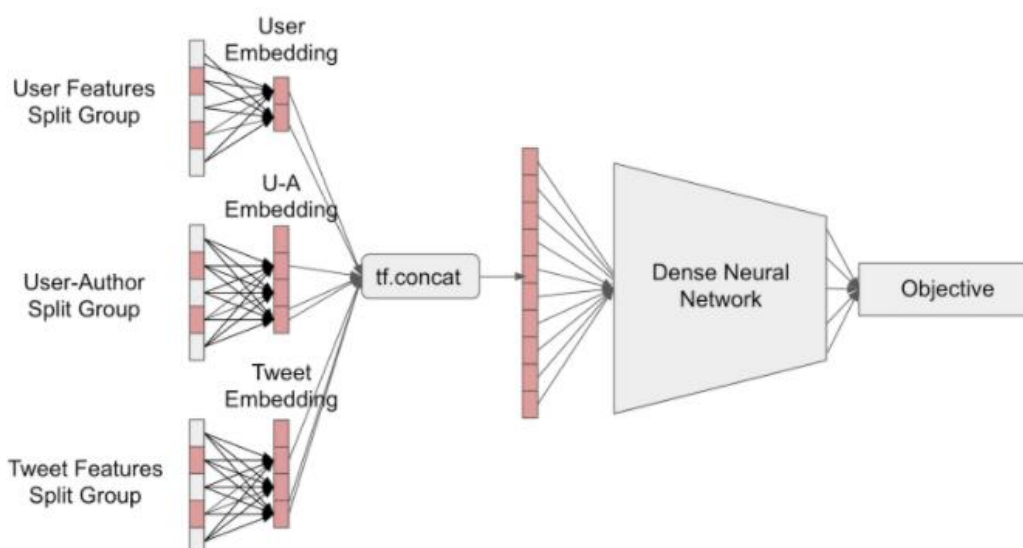 User
Embedding
User Features
Split Group
U-A
Embedding
User-Author
Split Group
tf.concat
Dense Neural
Network
Objective
Tweet
Embedding
Tweet Features
Split Group